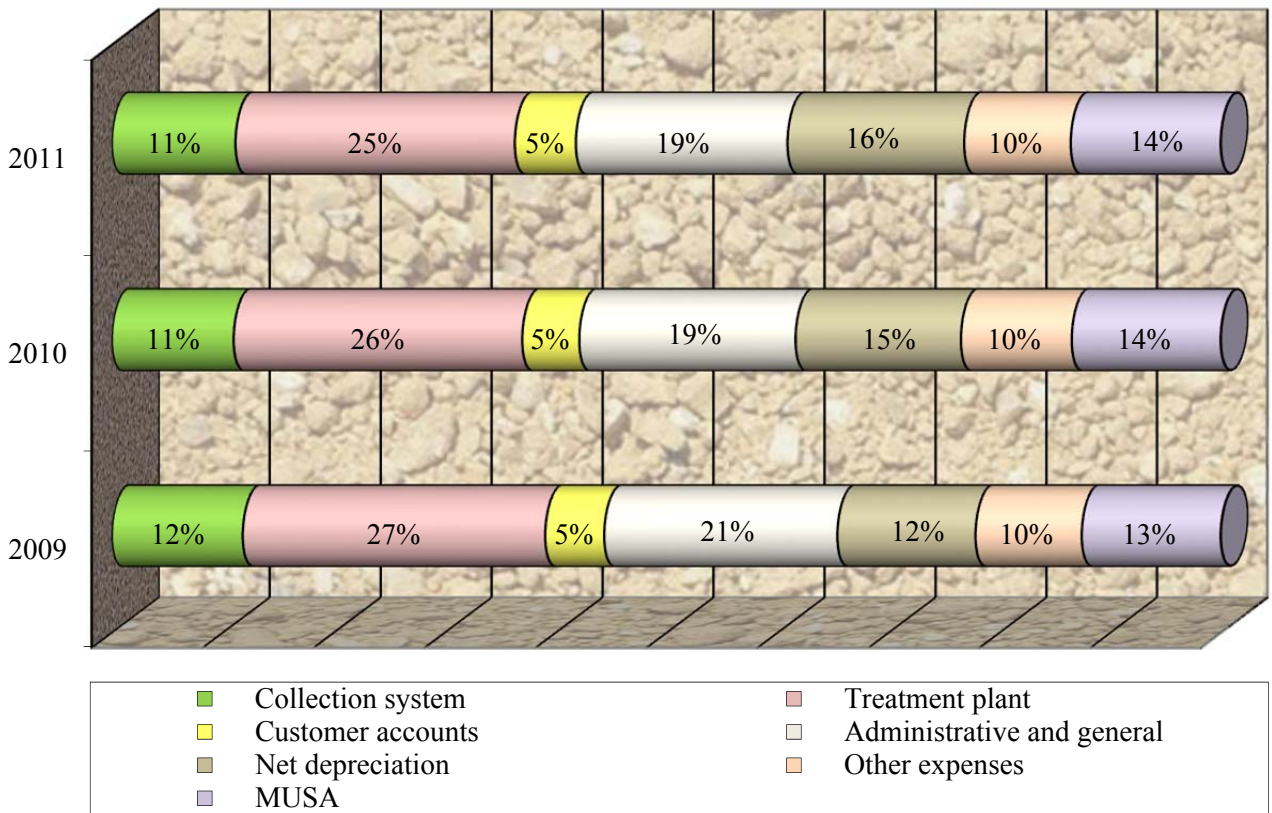 2011 11% 25% 5% 19% 16% 10% 14%
2010 11% 26% 5% 19% 15% 10% 14%
2009 12% 27% 5% 21% 12% 10% 13%
Collection system Treatment plant
Customer accounts Administrative and general
Net depreciation Other expenses
MUSA